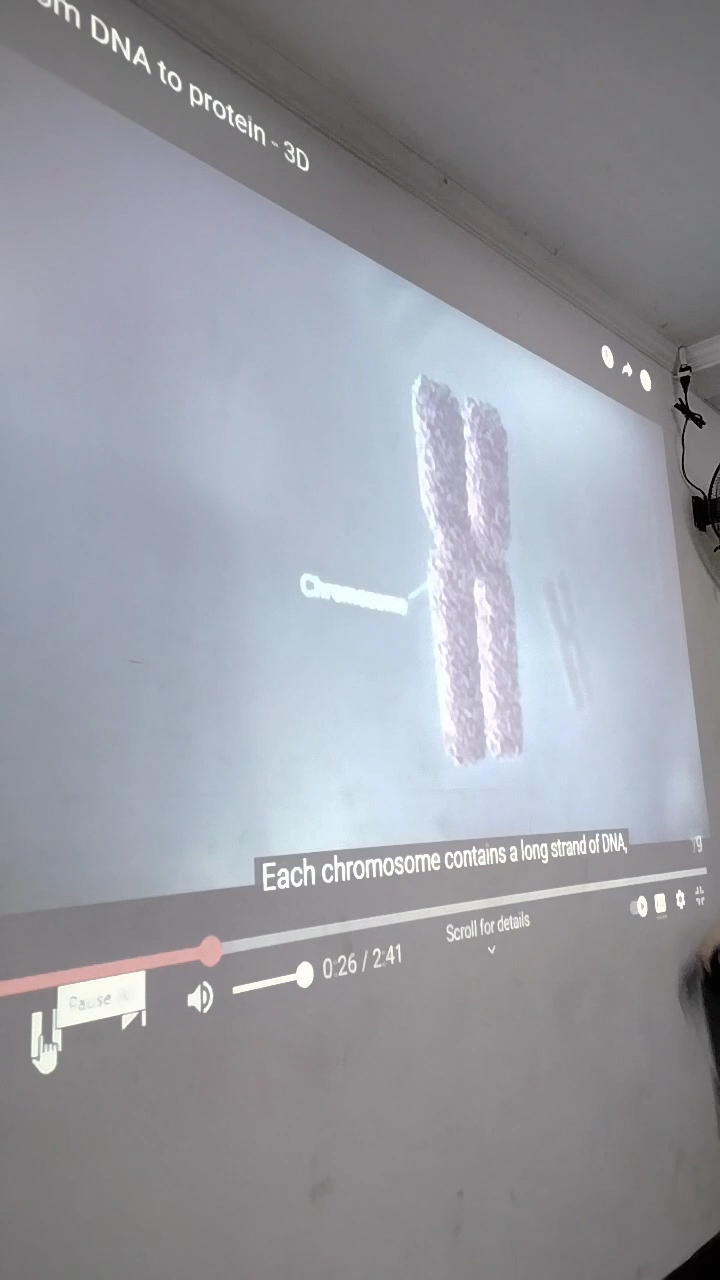 DNA to protein - 3D
Chromosome
Each chromosome contains a long strand of DNA,
Scroll for details
0:26 / 2:41
Pause